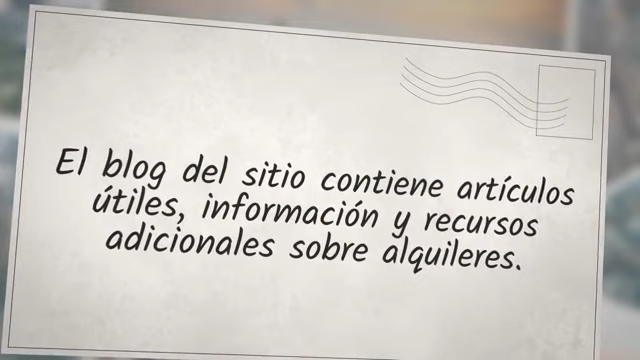 El blog del sitio contiene artículos
útiles, información y recursos
adicionales sobre alquileres.